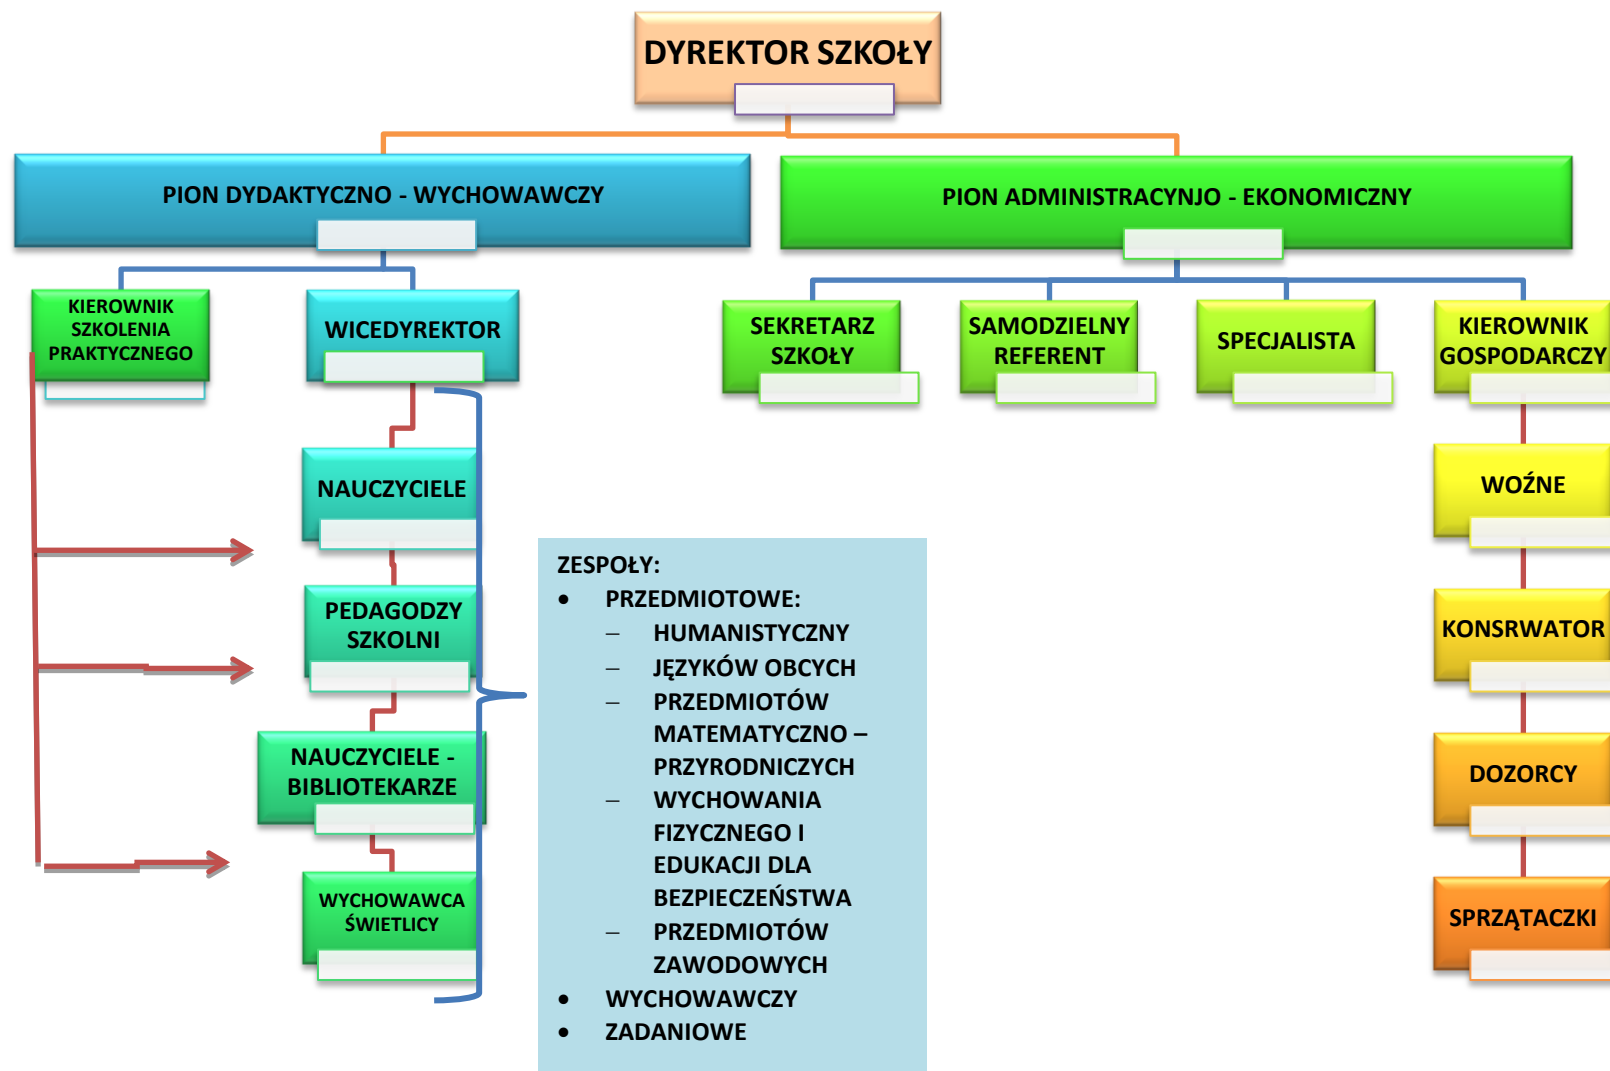 DYREKTOR SZKOŁY
PION DYDAKTYCZNO - WYCHOWAWCZY
PION ADMINISTRACYNJO - EKONOMICZNY
KIEROWNIK
SZKOLENIA
PRAKTYCZNEGO
WICEDYREKTOR
SEKRETARZ
SZKOŁY
SAMODZIELNY
REFERENT
SPECJALISTA
KIEROWNIK
GOSPODARCZY
NAUCZYCIELE
PEDAGODZY
SZKOLNI
NAUCZYCIELE -
BIBLIOTEKARZE
WYCHOWAWCA
ŚWIETLICY
ZESPOŁY:
• PRZEDMIOTOWE:
– HUMANISTYCZNY
– JĘZYKÓW OBCYCH
– PRZEDMIOTÓW
MATEMATYCZNO –
PRZYRODNICZYCH
– WYCHOWANIA
FIZYCZNEGO I
EDUKACJI DLA
BEZPIECZEŃSTWA
– PRZEDMIOTÓW
ZAWODOWYCH
• WYCHOWAWCZY
• ZADANIOWE
WOŹNE
KONSRWATOR
DOZORCY
SPRZĄTACZKI